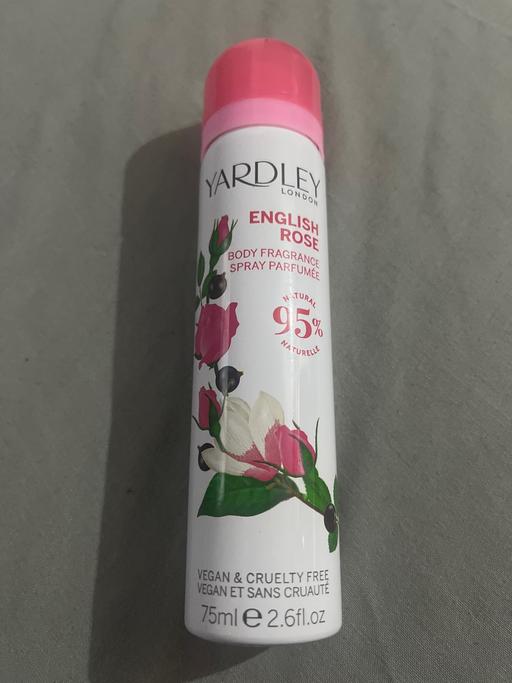 YARDLEY
LONDON
ENGLISH
ROSE
BODY FRAGRANCE
SPRAY PARFUMÉE
NATURAL
95%
NATURELLE
VEGAN & CRUELTY FREE
VEGAN ET SANS CRUAUTÉ
75ml e 2.6fl.oz